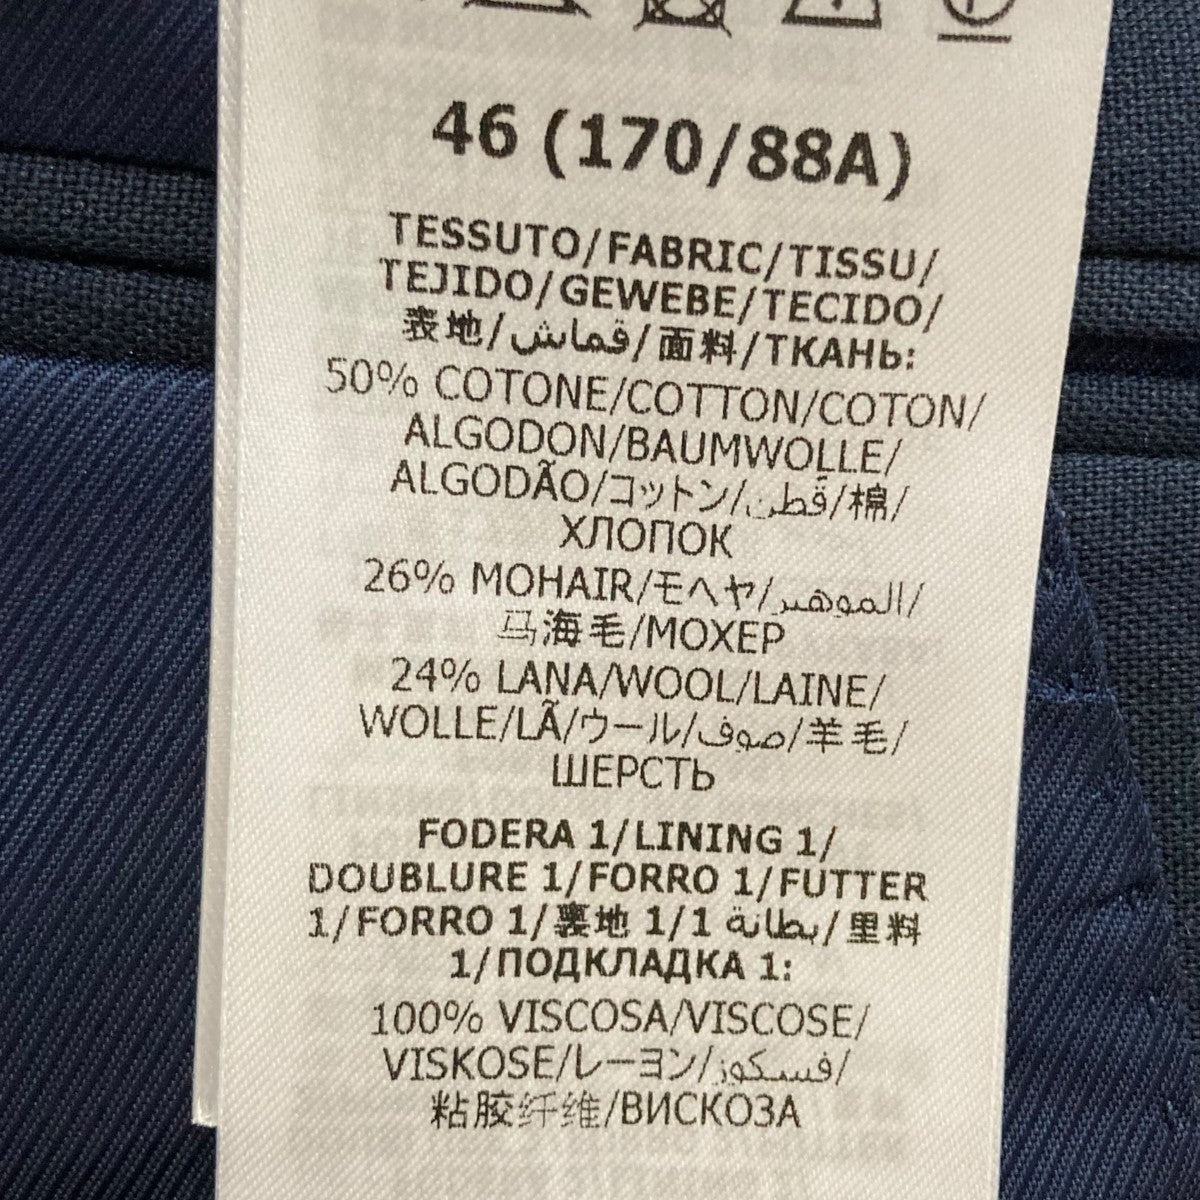 46 (170/88A)
TESSUTO/FABRIC/TISSU/
TEJIDO/GEWEBE/TECIDO/
表地/قماش/面料/ТКАНЬ:
50% COTONE/COTTON/COTON/
ALGODON/BAUMWOLLE/
ALGODÃO/コットン/قطن/棉/
ХЛОПОК
26% MOHAIR/モヘヤ/الموهير/
马海毛/МОХЕР
24% LANA/WOOL/LAINE/
WOLLE/LÃ/ウール/صوف/羊毛/
ШЕРСТЬ
FODERA 1/LINING 1/
DOUBLURE 1/FORRO 1/FUTTER
1/FORRO 1/裏地 1/1 بطانة/里料
1/ПОДКЛАДКА 1:
100% VISCOSA/VISCOSE/
VISKOSE/レーヨン/فسكوز/
粘胶纤维/ВИСКОЗА